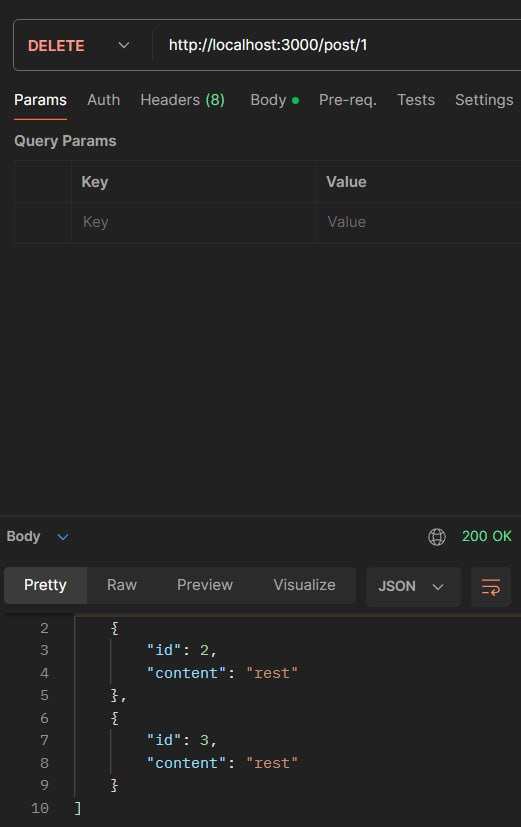 DELETE http://localhost:3000/post/1
Params Auth Headers (8) Body Pre-req. Tests Settings
Query Params
Key Value
Key Value
Body 200 OK
Pretty Raw Preview Visualize JSON
2 {
3 "id": 2,
4 "content": "rest"
5 },
6 {
7 "id": 3,
8 "content": "rest"
9 }
10 ]